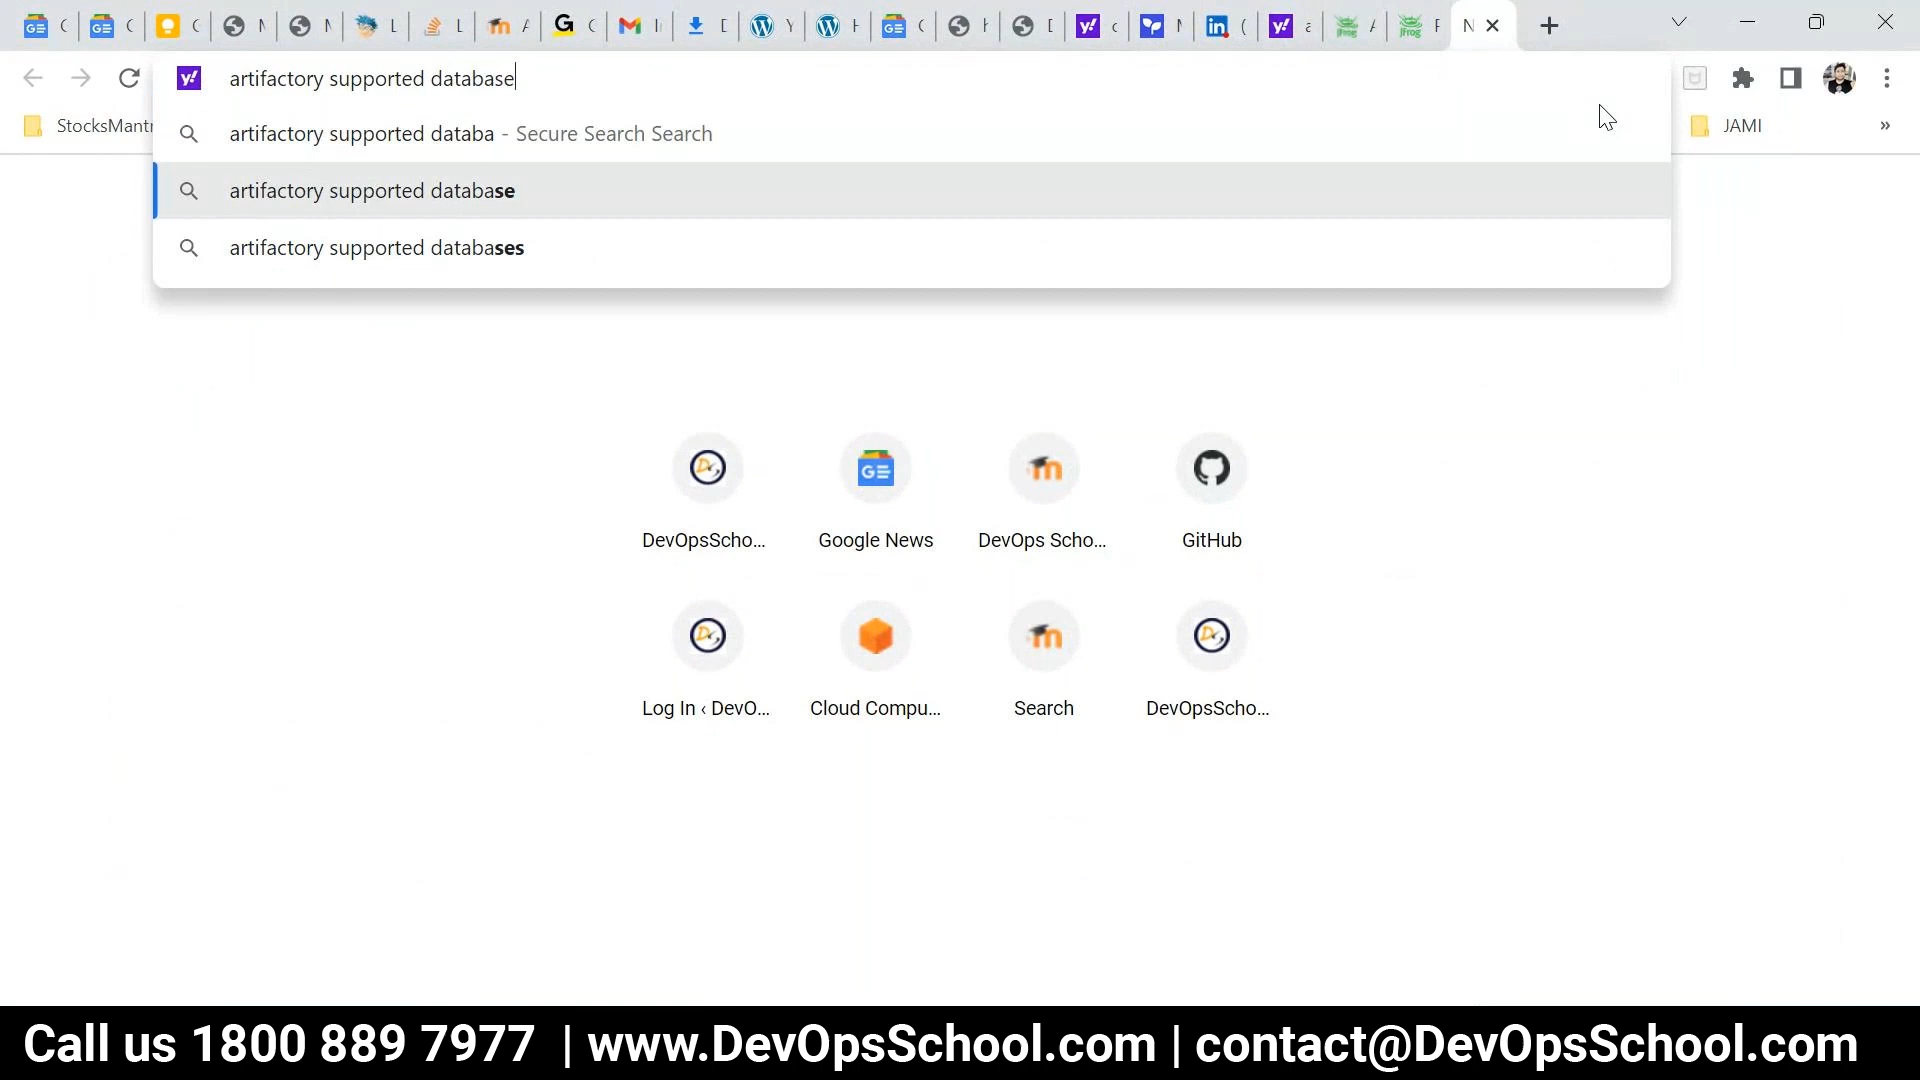 artifactory supported database
StocksMantr
artifactory supported databa - Secure Search Search
JAMI
artifactory supported database
artifactory supported databases
DevOpsScho...
Google News
DevOps Scho...
GitHub
Log In ‹ DevO...
Cloud Compu...
Search
DevOpsScho...
Call us 1800 889 7977 | www.DevOpsSchool.com | contact@DevOpsSchool.com